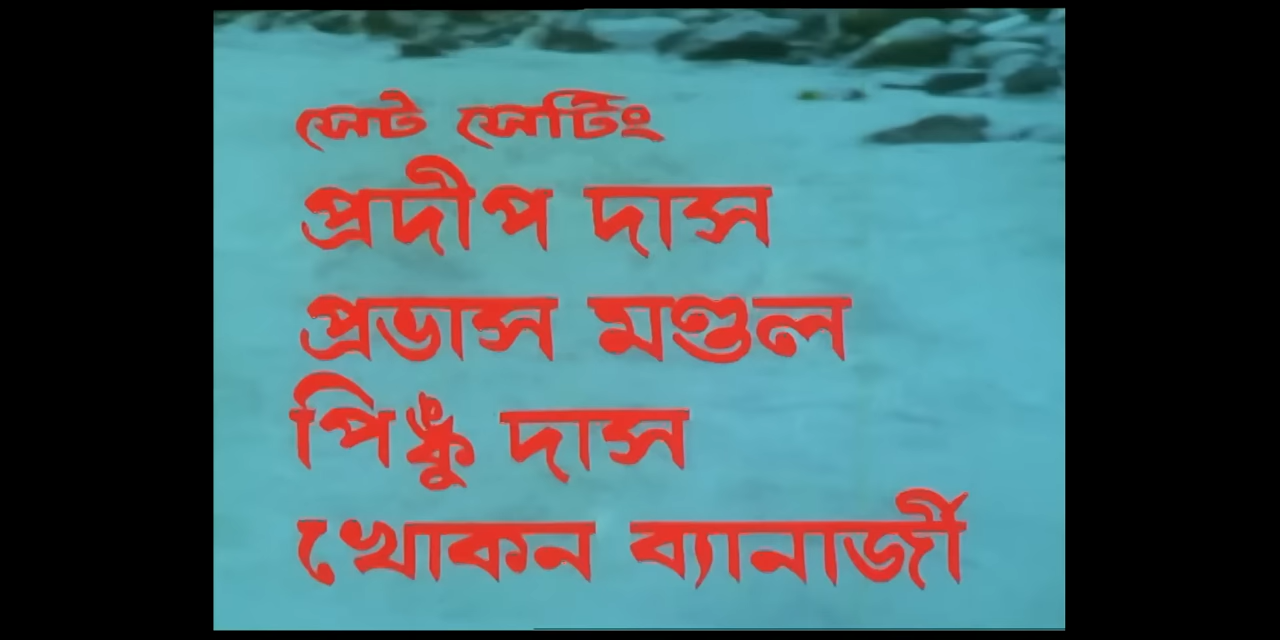 সেট সেটিং
প্রদীপ দাস
প্রভাস মণ্ডল
পিঙ্কু দাস
খোকন ব্যানার্জী